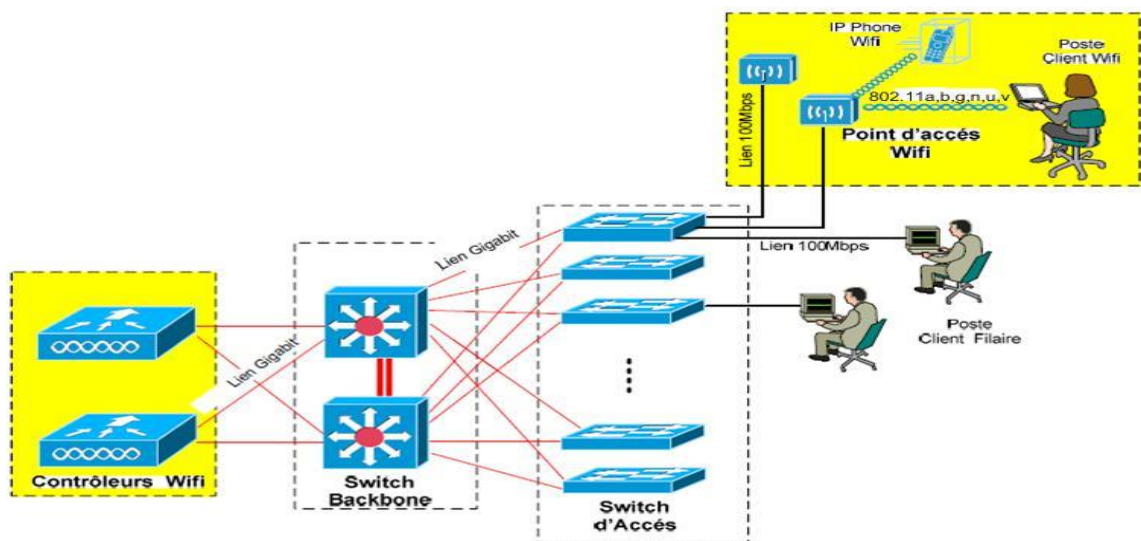 IP Phone
Wifi
Poste
Client Wifi
802.11a,b,g,n,u,v
Point d'accés
Wifi
Lien 100Mbps
Lien Gigabit
Lien 100Mbps
Poste
Client Filaire
Lien Gigabit
Contrôleurs Wifi
Switch
Backbone
Switch
d'Accés